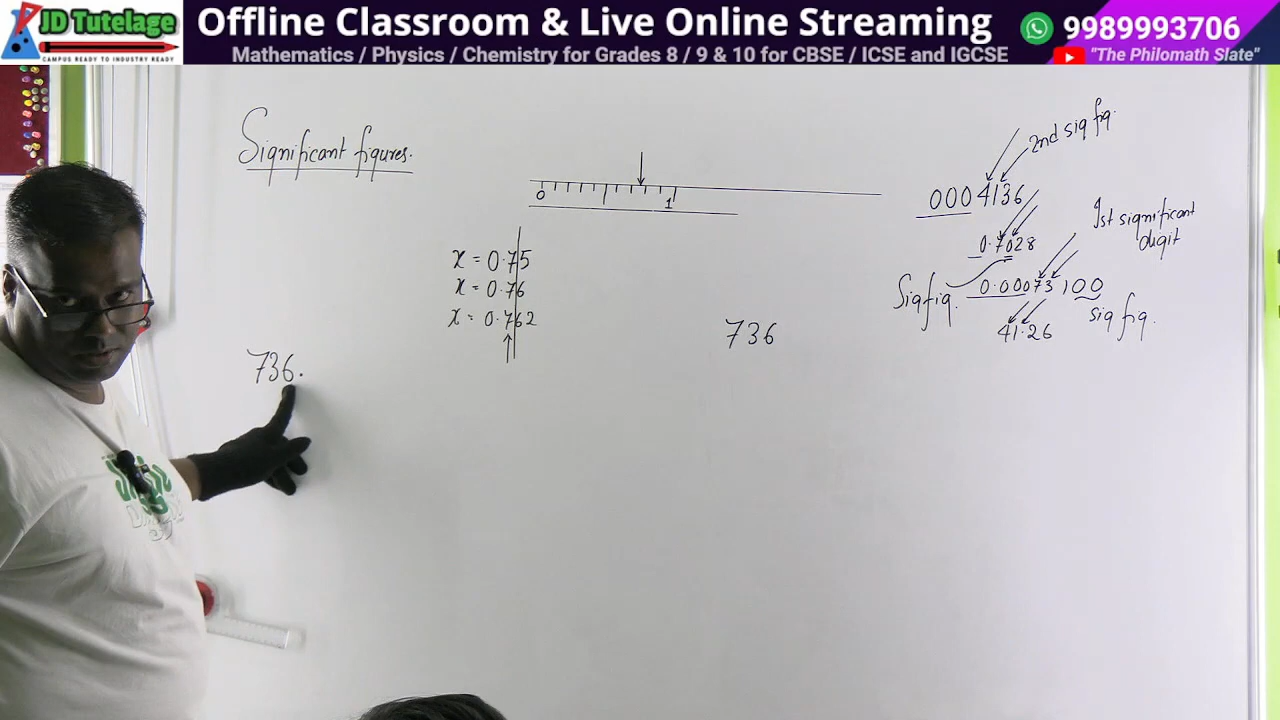 JD Tutelage
CAMPUS READY TO INDUSTRY READY
Offline Classroom & Live Online Streaming
9989993706
Mathematics / Physics / Chemistry for Grades 8 / 9 & 10 for CBSE / ICSE and IGCSE
"The Philomath Slate"
Significant figures.
0 1
2nd sig fig.
0004136
0.7028
1st significant
digit
x = 0.75
x = 0.76
x = 0.762
Sig fig.
0.00073100
sig fig.
41.26
736
736.